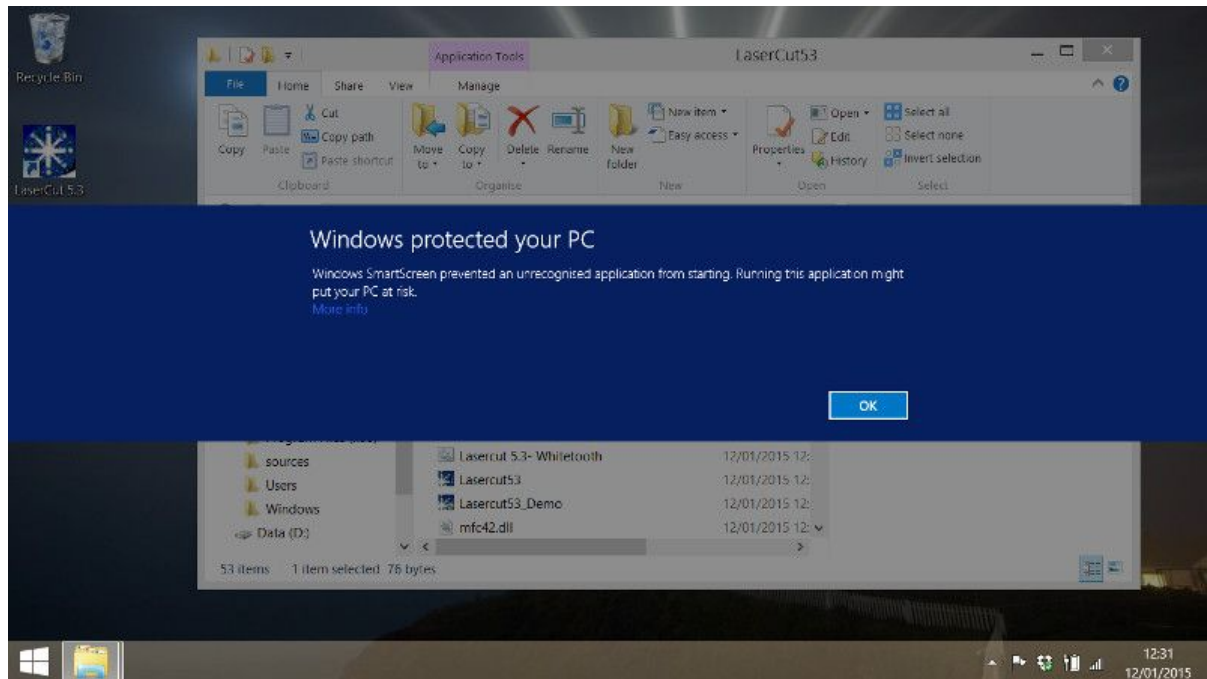 Recycle Bin
LaserCut 5.3
Application Tools
LaserCut53
File Home Share View Manage
Copy
Paste
Cut
Copy path
Paste shortcut
Move to
Copy to
Delete
Rename
New folder
New item
Easy access
Properties
Open
Edit
History
Select all
Select none
Invert selection
Clipboard
Organise
New
Open
Select
Windows protected your PC
Windows SmartScreen prevented an unrecognised application from starting. Running this application might
put your PC at risk.
More info
OK
sources
Users
Windows
Data (D:)
Lasercut 5.3- Whitetooth 12/01/2015 12:
Lasercut53 12/01/2015 12:
Lasercut53_Demo 12/01/2015 12:
mfc42.dll 12/01/2015 12:
53 items 1 item selected 76 bytes
12:31
12/01/2015